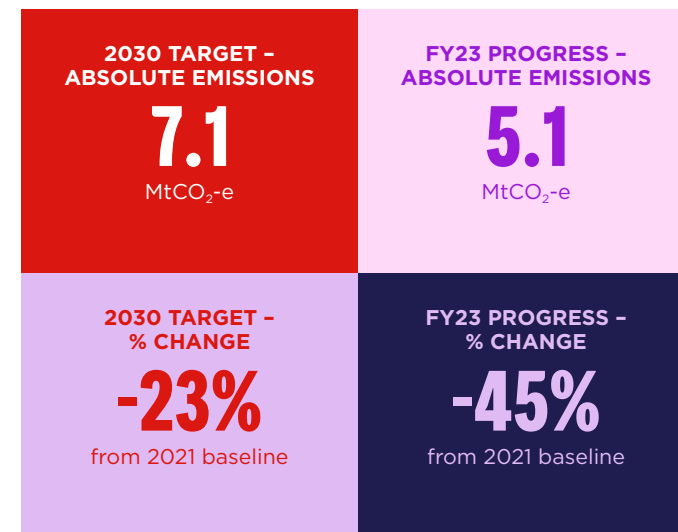 2030 TARGET –
ABSOLUTE EMISSIONS
7.1
MtCO₂-e
FY23 PROGRESS –
ABSOLUTE EMISSIONS
5.1
MtCO₂-e
2030 TARGET –
% CHANGE
-23%
from 2021 baseline
FY23 PROGRESS –
% CHANGE
-45%
from 2021 baseline